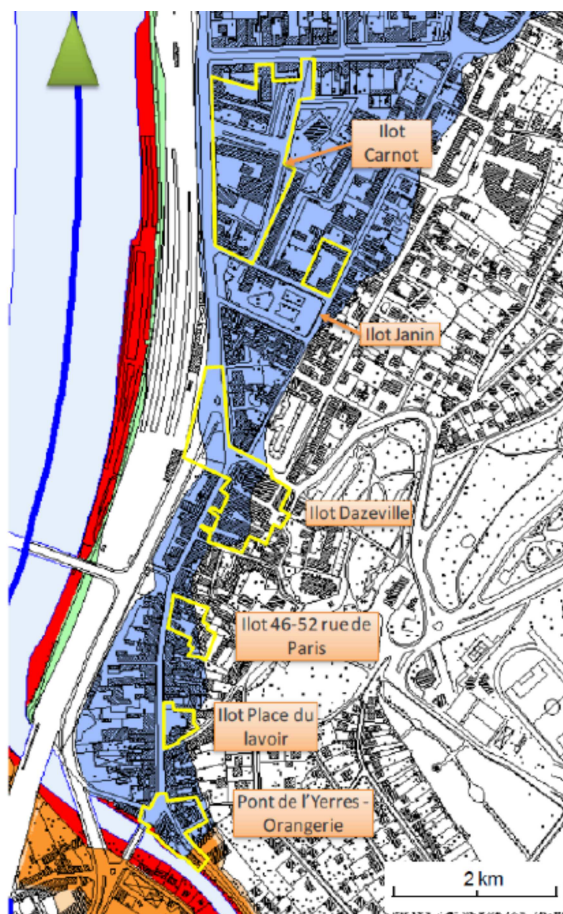 Ilot
Carnot
Ilot Janin
Ilot Dazeville
Ilot 46-52 rue de
Paris
Ilot Place du
lavoir
Pont de l'Yerres -
Orangerie
2 km